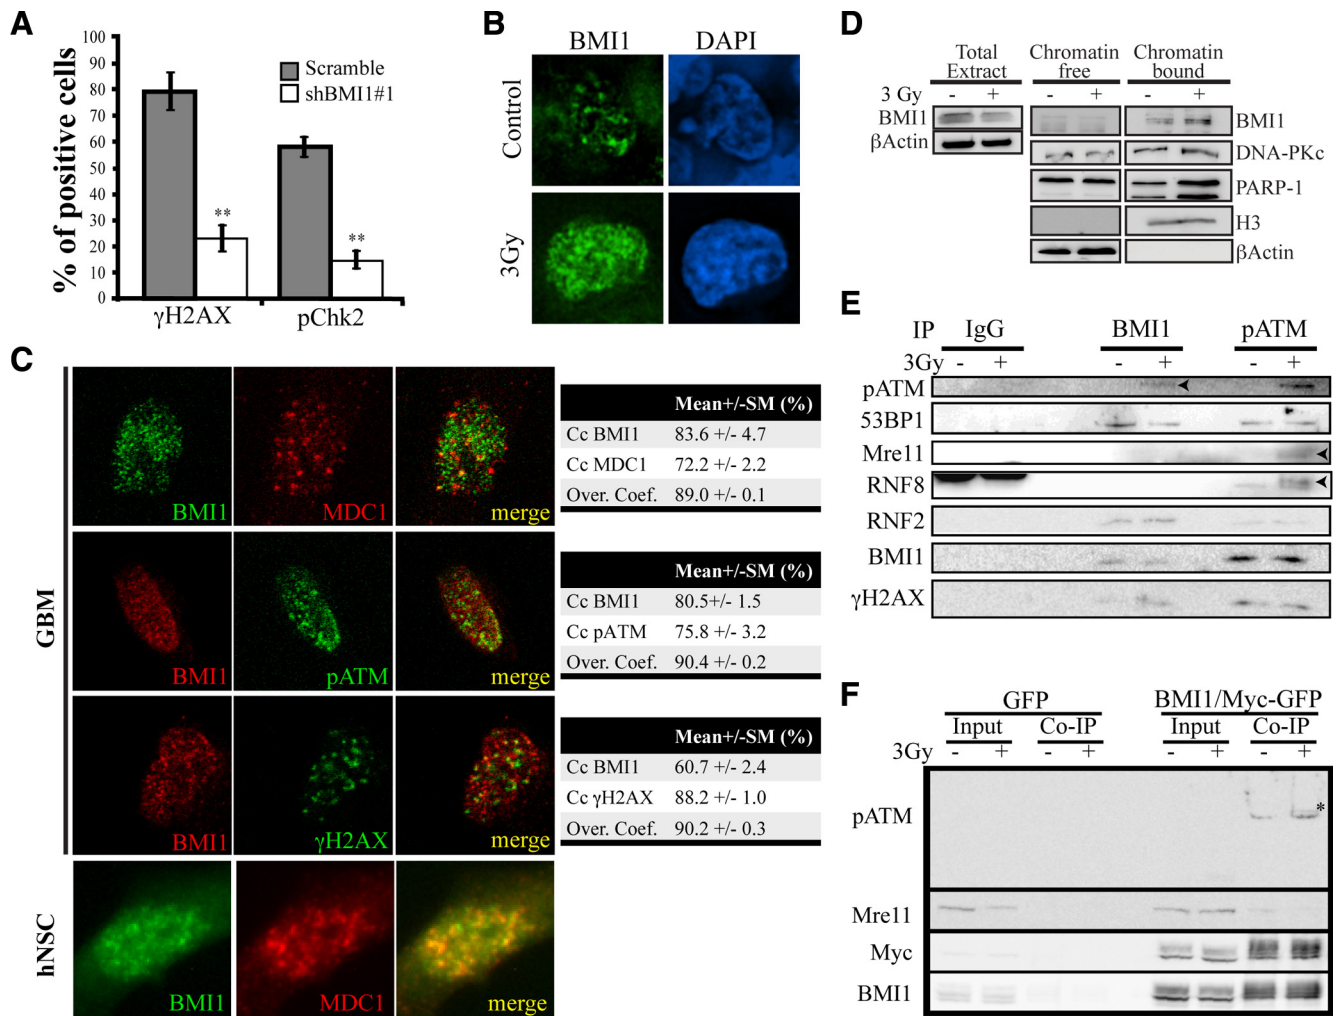 A
% of positive cells
100
90
80
70
60
50
40
30
20
10
0
Scramble
shBMI1#1
**
**
γH2AX
pChk2
B
BMI1
DAPI
Control
3Gy
C
GBM
BMI1
MDC1
merge
Mean+/-SM (%)
Cc BMI1 83.6 +/- 4.7
Cc MDC1 72.2 +/- 2.2
Over. Coef. 89.0 +/- 0.1
BMI1
pATM
merge
Mean+/-SM (%)
Cc BMI1 80.5+/- 1.5
Cc pATM 75.8 +/- 3.2
Over. Coef. 90.4 +/- 0.2
BMI1
γH2AX
merge
Mean+/-SM (%)
Cc BMI1 60.7 +/- 2.4
Cc γH2AX 88.2 +/- 1.0
Over. Coef. 90.2 +/- 0.3
hNSC
BMI1
MDC1
merge
D
Total Extract
Chromatin free
Chromatin bound
3 Gy - + - + - +
BMI1
βActin
BMI1
DNA-PKc
PARP-1
H3
βActin
E
IP IgG BMI1 pATM
3Gy - + - + - +
pATM
53BP1
Mre11
RNF8
RNF2
BMI1
γH2AX
F
GFP BMI1/Myc-GFP
Input Co-IP Input Co-IP
3Gy - + - + - + - +
pATM
*
Mre11
Myc
BMI1